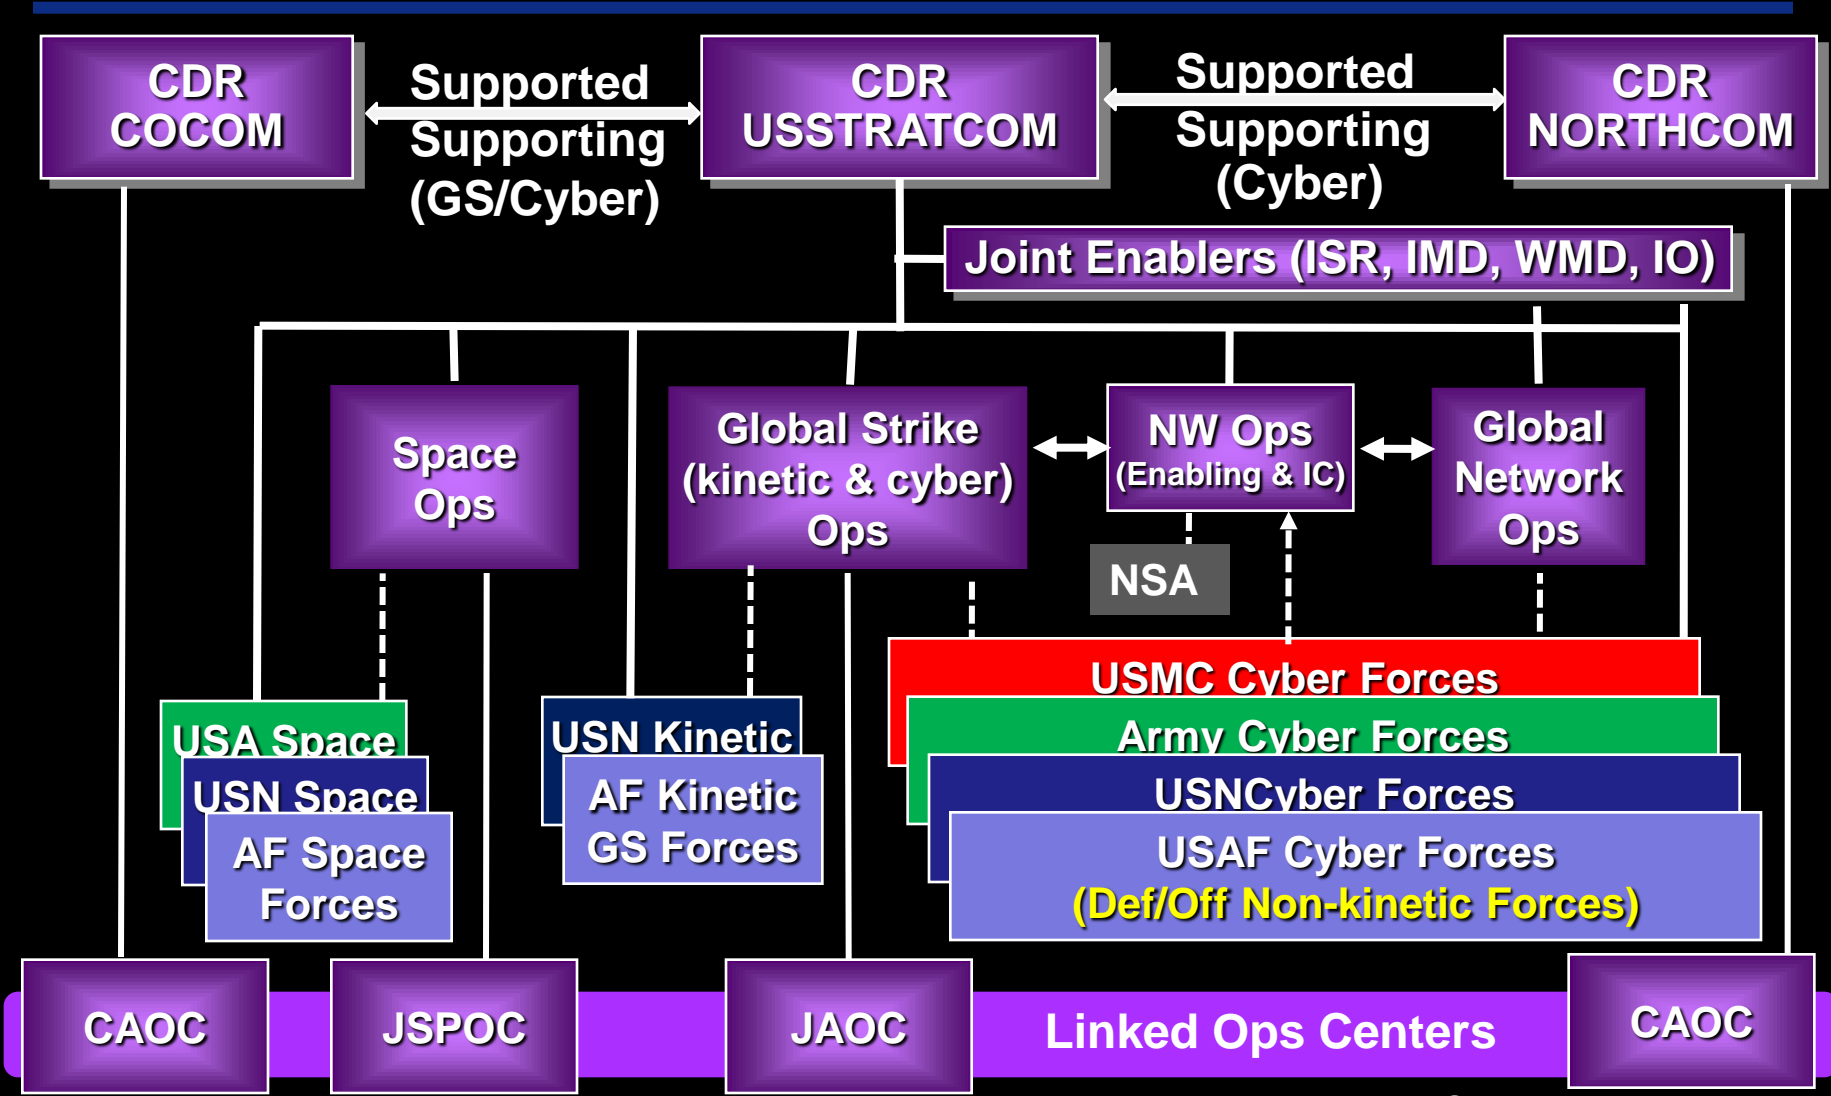 CDR
COCOM
Supported
Supporting
(GS/Cyber)
CDR
USSTRATCOM
Supported
Supporting
(Cyber)
CDR
NORTHCOM
Joint Enablers (ISR, IMD, WMD, IO)
Space
Ops
Global Strike
(kinetic & cyber)
Ops
NW Ops
(Enabling & IC)
Global
Network
Ops
NSA
USA Space
USN Space
AF Space
Forces
USN Kinetic
AF Kinetic
GS Forces
USMC Cyber Forces
Army Cyber Forces
USNCyber Forces
USAF Cyber Forces
(Def/Off Non-kinetic Forces)
CAOC
JSPOC
JAOC
Linked Ops Centers
CAOC